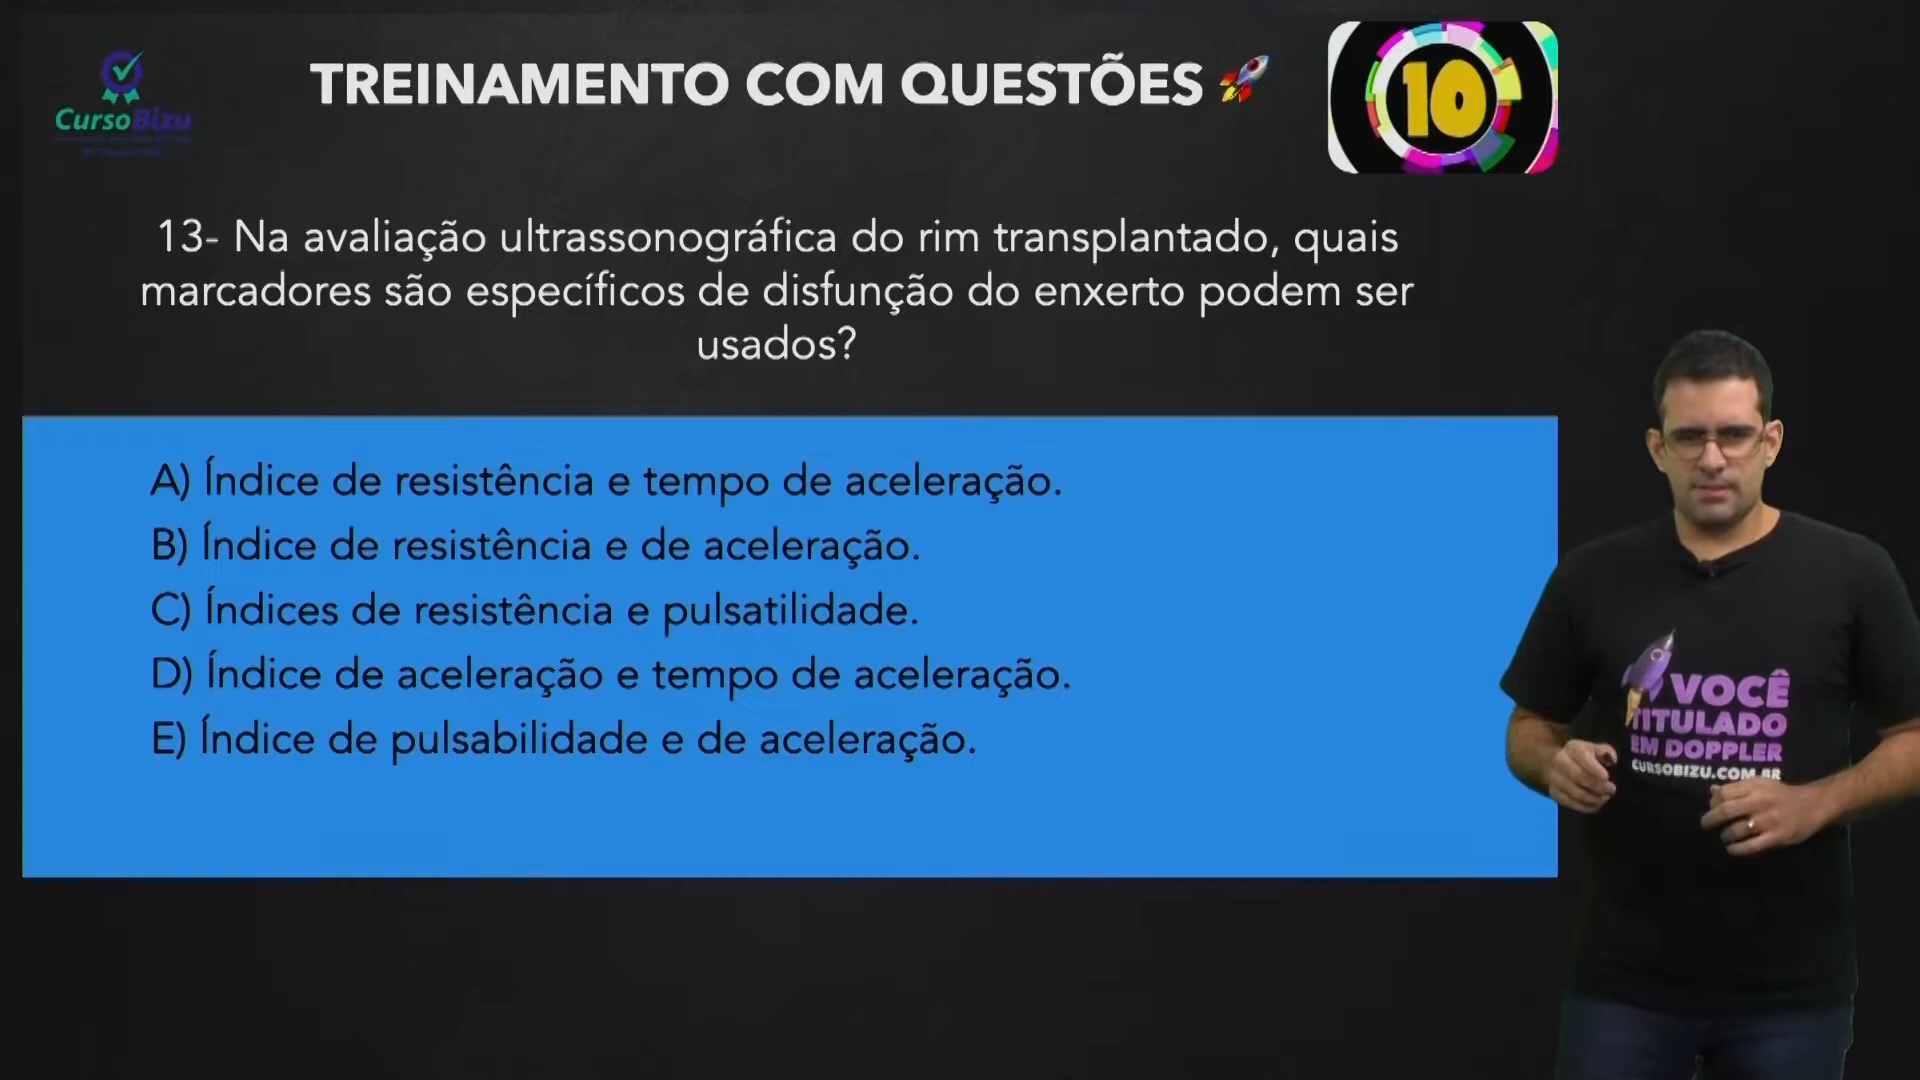 TREINAMENTO COM QUESTÕES
10
CursoBizu
13- Na avaliação ultrassonográfica do rim transplantado, quais
marcadores são específicos de disfunção do enxerto podem ser
usados?
A) Índice de resistência e tempo de aceleração.
B) Índice de resistência e de aceleração.
C) Índices de resistência e pulsatilidade.
D) Índice de aceleração e tempo de aceleração.
E) Índice de pulsabilidade e de aceleração.
VOCÊ
TITULADO
EM DOPPLER
CURSOBIZU.COM.BR